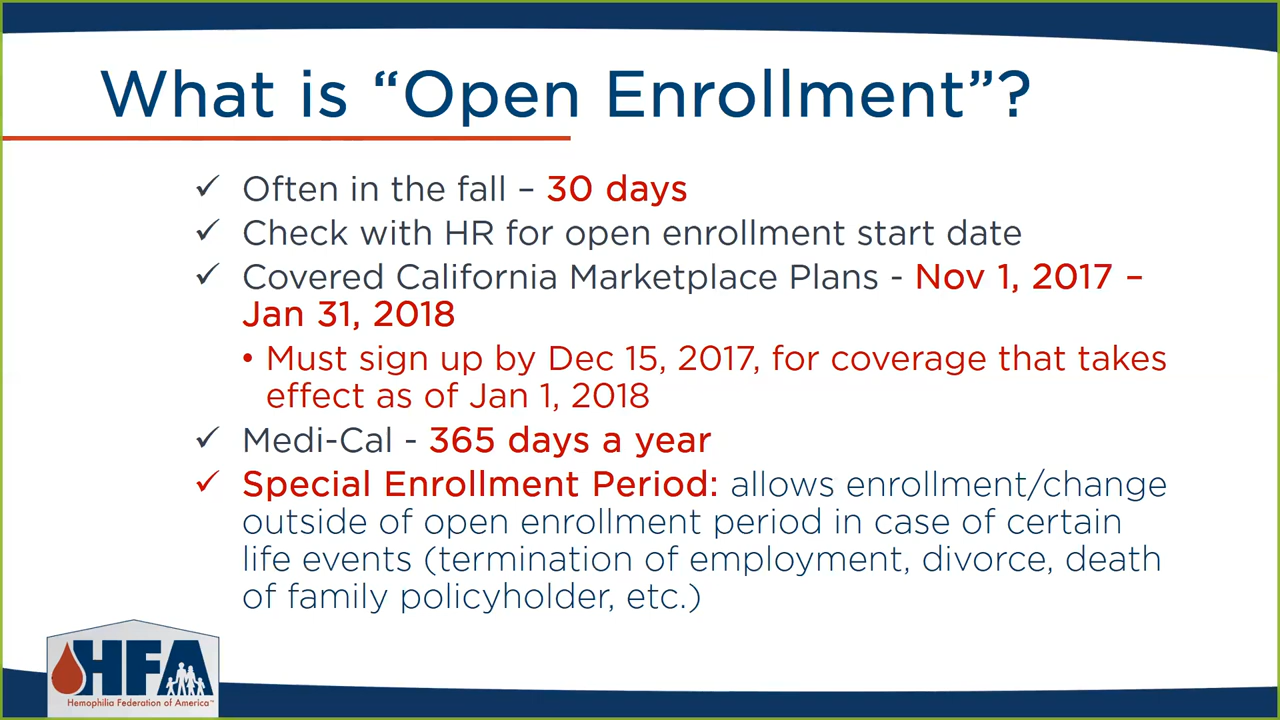 What is “Open Enrollment”?
✓ Often in the fall – 30 days
✓ Check with HR for open enrollment start date
✓ Covered California Marketplace Plans - Nov 1, 2017 –
Jan 31, 2018
• Must sign up by Dec 15, 2017, for coverage that takes
effect as of Jan 1, 2018
✓ Medi-Cal - 365 days a year
✓ Special Enrollment Period: allows enrollment/change
outside of open enrollment period in case of certain
life events (termination of employment, divorce, death
of family policyholder, etc.)
HFA
Hemophilia Federation of America™